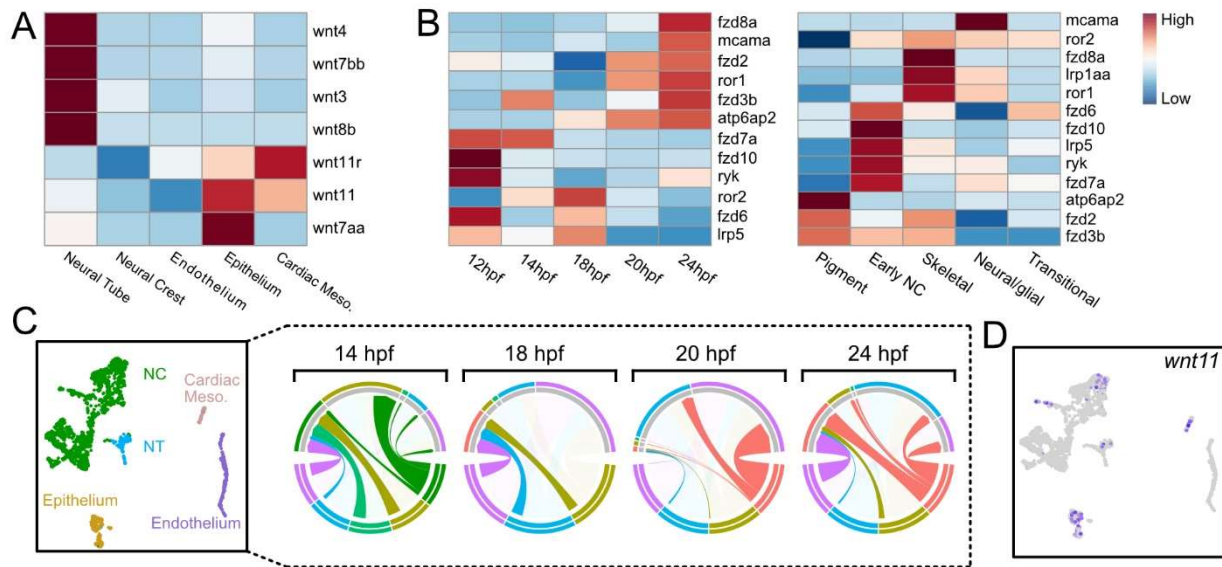 A
wnt4
wnt7bb
wnt3
wnt8b
wnt11r
wnt11
wnt7aa
Neural Tube
Neural Crest
Endothelium
Epithelium
Cardiac Meso.
B
fzd8a
mcama
fzd2
ror1
fzd3b
atp6ap2
fzd7a
fzd10
ryk
ror2
fzd6
lrp5
12hpf
14hpf
18hpf
20hpf
24hpf
mcama
ror2
fzd8a
lrp1aa
ror1
fzd6
fzd10
lrp5
ryk
fzd7a
atp6ap2
fzd2
fzd3b
Pigment
Early NC
Skeletal
Neural/glial
Transitional
High
Low
C
NC
Cardiac
Meso.
NT
Epithelium
Endothelium
14 hpf
18 hpf
20 hpf
24 hpf
D
wnt11